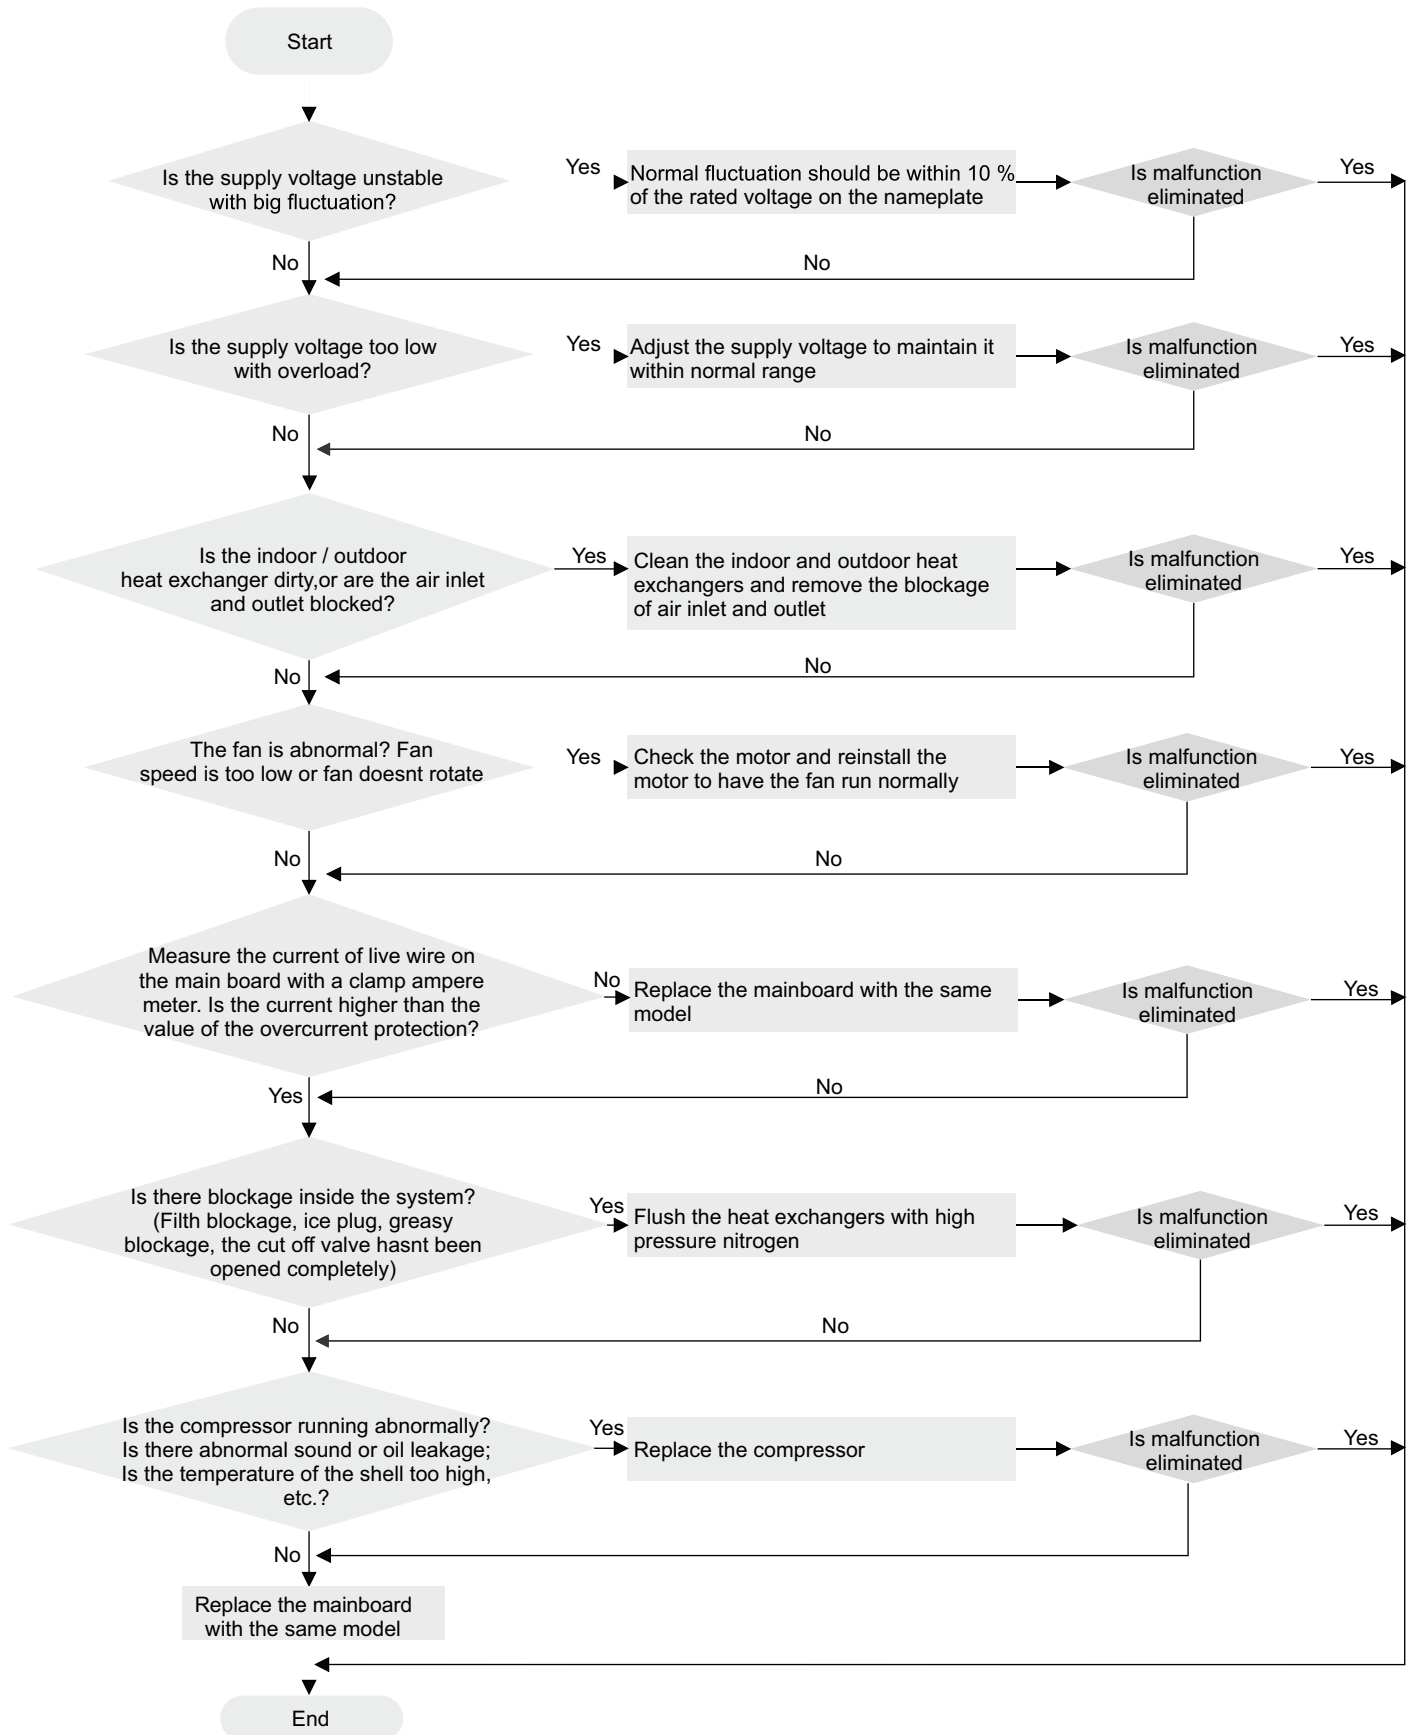 Start
Is the supply voltage unstable
with big fluctuation?
Yes
Normal fluctuation should be within 10 %
of the rated voltage on the nameplate
Is malfunction
eliminated
Yes
No
No
Is the supply voltage too low
with overload?
Yes
Adjust the supply voltage to maintain it
within normal range
Is malfunction
eliminated
Yes
No
No
Is the indoor / outdoor
heat exchanger dirty,or are the air inlet
and outlet blocked?
Yes
Clean the indoor and outdoor heat
exchangers and remove the blockage
of air inlet and outlet
Is malfunction
eliminated
Yes
No
No
The fan is abnormal? Fan
speed is too low or fan doesnt rotate
Yes
Check the motor and reinstall the
motor to have the fan run normally
Is malfunction
eliminated
Yes
No
No
Measure the current of live wire on
the main board with a clamp ampere
meter. Is the current higher than the
value of the overcurrent protection?
No
Replace the mainboard with the same
model
Is malfunction
eliminated
Yes
Yes
No
Is there blockage inside the system?
(Filth blockage, ice plug, greasy
blockage, the cut off valve hasnt been
opened completely)
Yes
Flush the heat exchangers with high
pressure nitrogen
Is malfunction
eliminated
Yes
No
No
Is the compressor running abnormally?
Is there abnormal sound or oil leakage;
Is the temperature of the shell too high,
etc.?
Yes
Replace the compressor
Is malfunction
eliminated
Yes
No
Replace the mainboard
with the same model
End